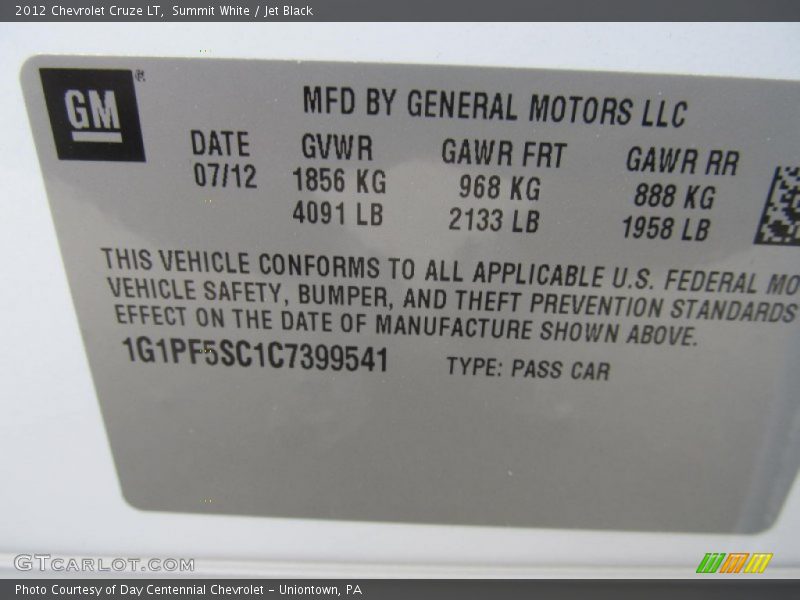 2012 Chevrolet Cruze LT,  Summit White / Jet Black
GM®
MFD BY GENERAL MOTORS LLC
DATE GVWR GAWR FRT GAWR RR
07/12 1856 KG 968 KG 888 KG
4091 LB 2133 LB 1958 LB
THIS VEHICLE CONFORMS TO ALL APPLICABLE U.S. FEDERAL MO
VEHICLE SAFETY, BUMPER, AND THEFT PREVENTION STANDARDS
EFFECT ON THE DATE OF MANUFACTURE SHOWN ABOVE.
1G1PF5SC1C7399541 TYPE: PASS CAR
GTCARLOT.COM
Photo Courtesy of Day Centennial Chevrolet - Uniontown, PA